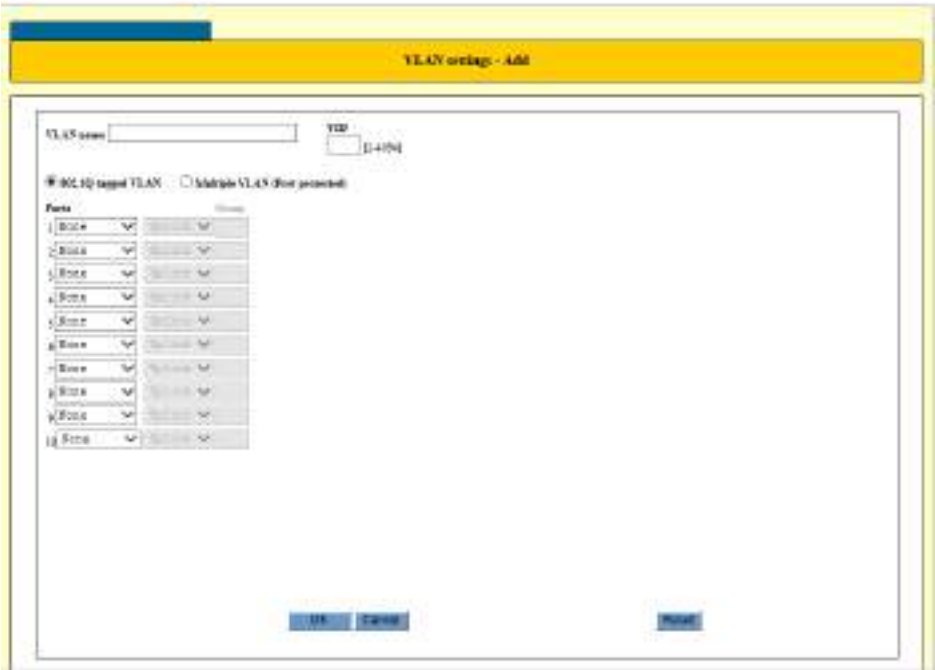 VLAN settings - Add
VLAN name
VID
[1-4094]
802.1Q tagged VLAN Multiple VLAN (Port protected)
Ports Group
1 None
2 None
3 None
4 None
5 None
6 None
7 None
8 None
9 None
10 None
OK Cancel Reset